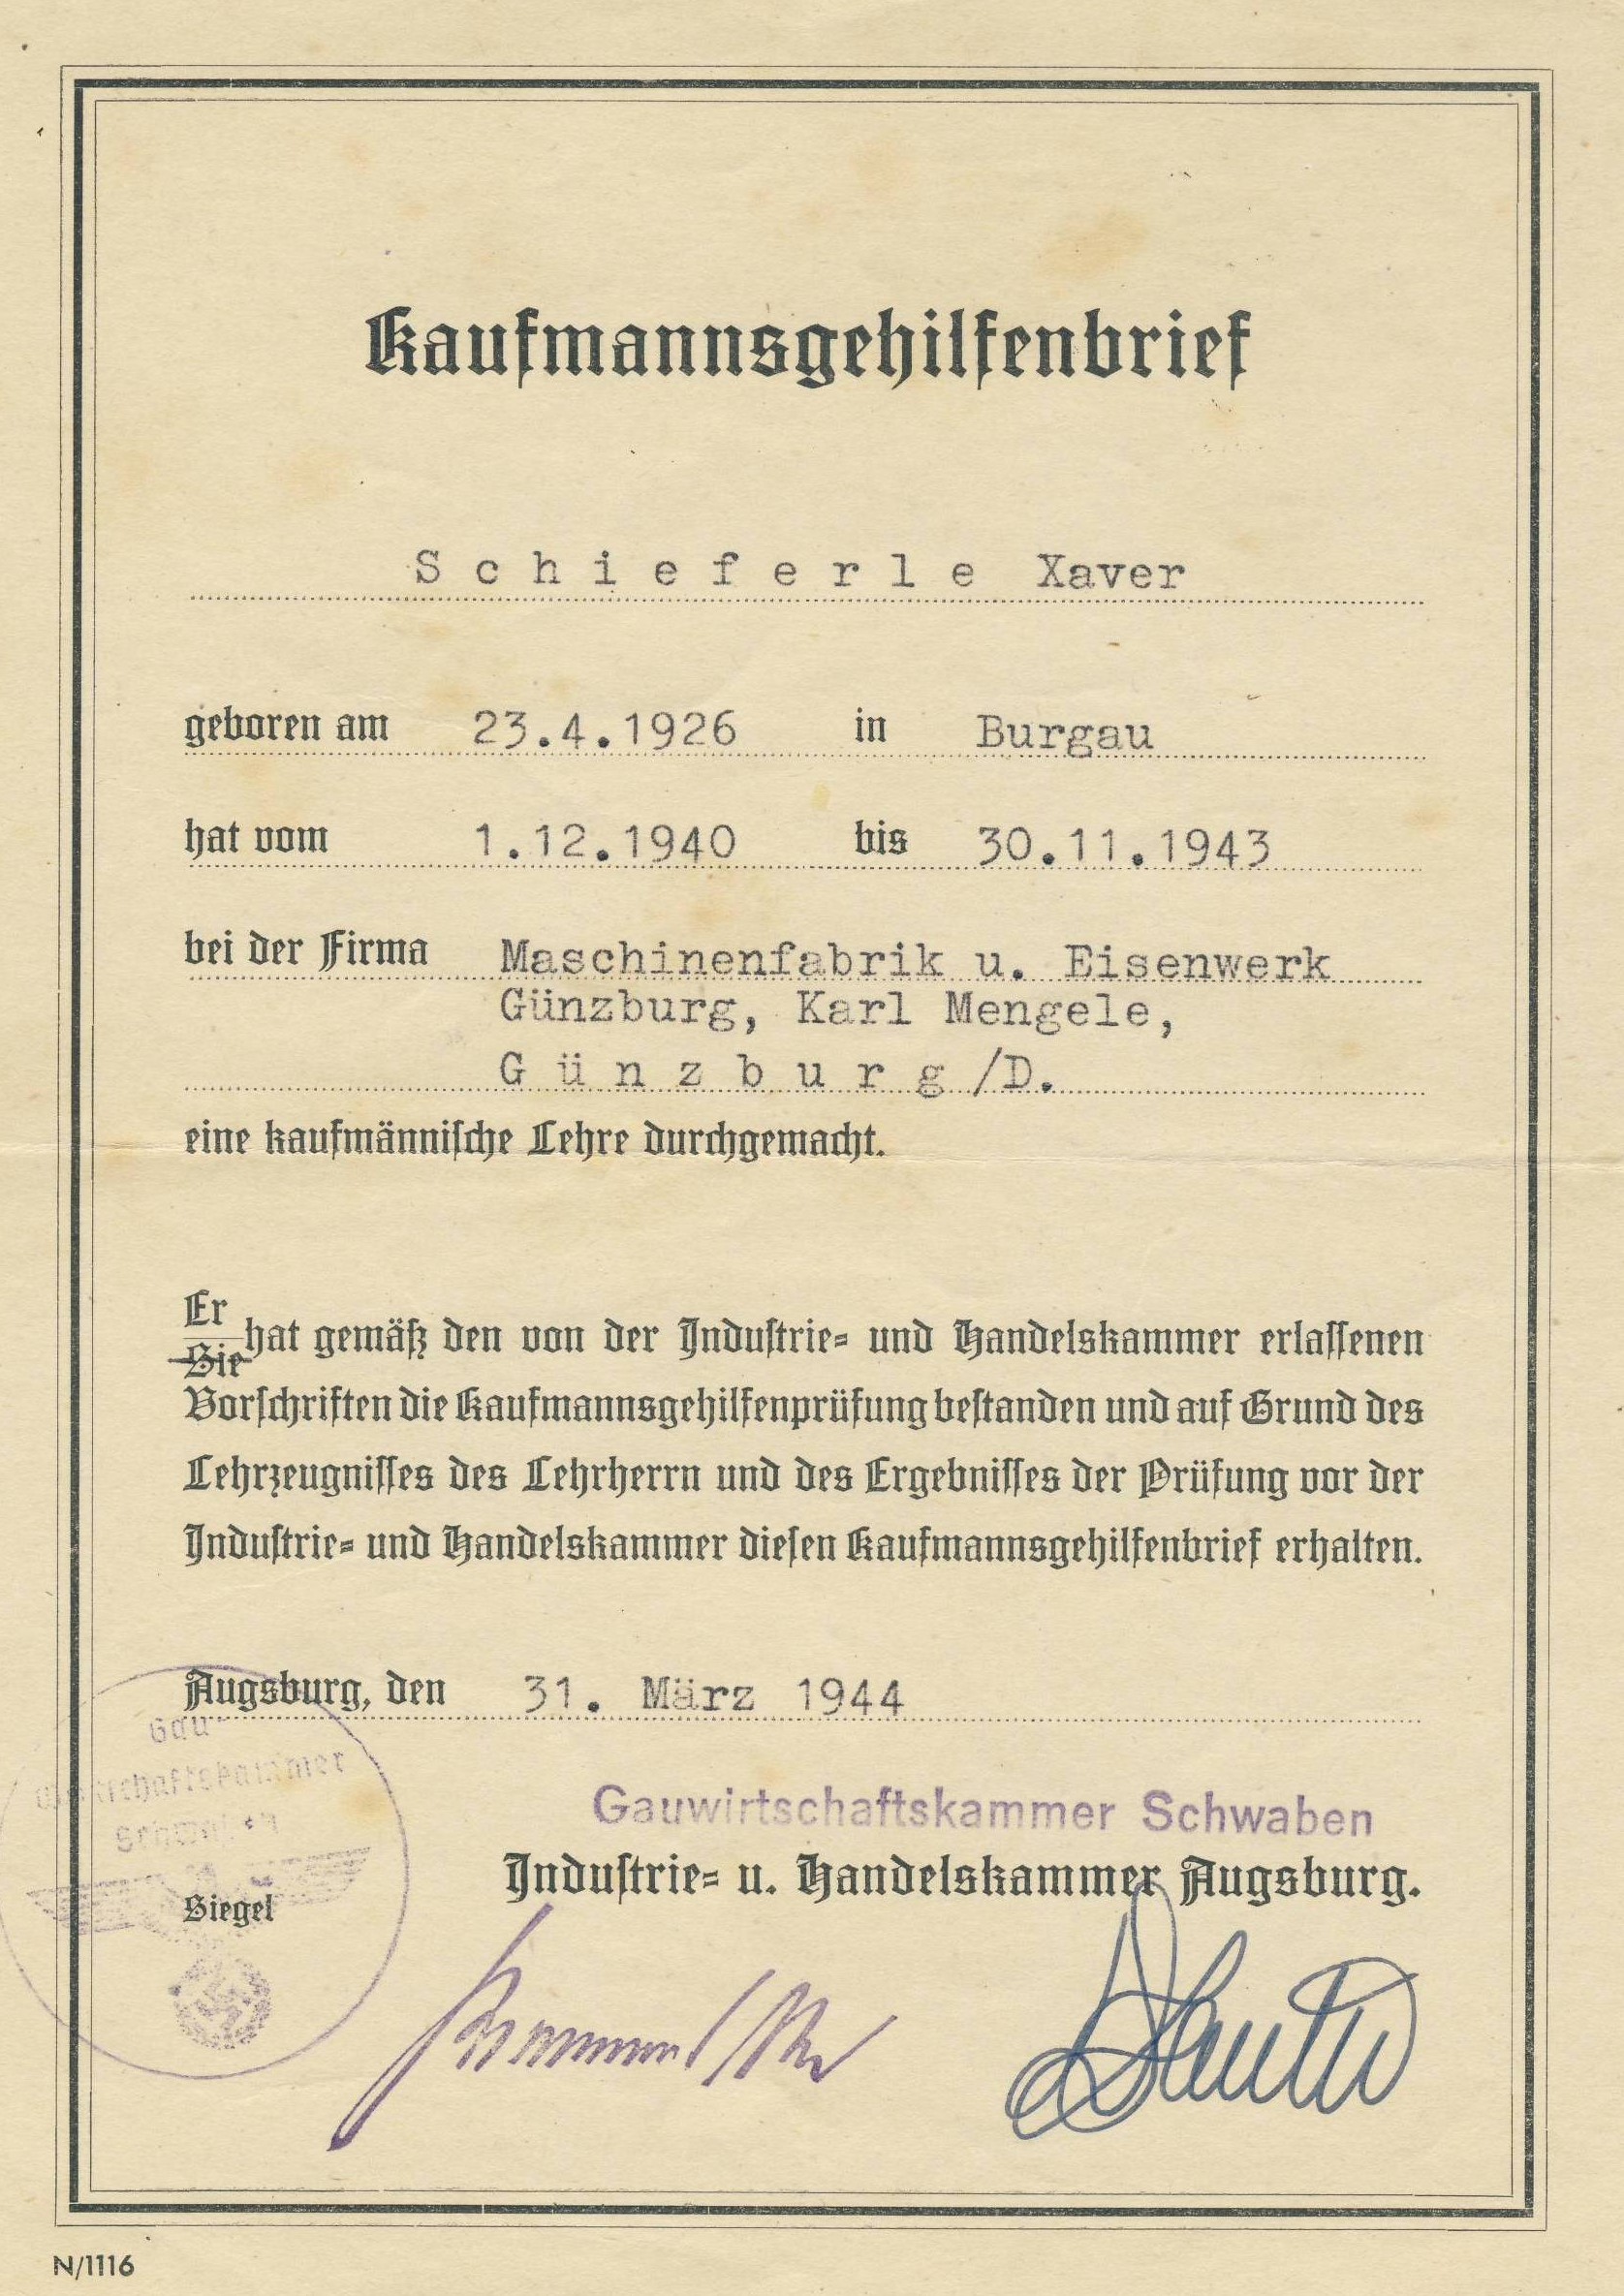 Kaufmannsgehilfenbrief
S c h i e f e r l e Xaver
geboren am 23.4.1926 in Burgau
hat vom 1.12.1940 bis 30.11.1943
bei der Firma Maschinenfabrik u. Eisenwerk
Günzburg, Karl Mengele,
G ü n z b u r g /D.
eine kaufmännische Lehre durchgemacht.
Er
Sie
hat gemäß den von der Industrie- und Handelskammer erlassenen
Vorschriften die Kaufmannsgehilfenprüfung bestanden und auf Grund des
Lehrzeugnisses des Lehrherrn und des Ergebnisses der Prüfung vor der
Industrie- und Handelskammer diesen Kaufmannsgehilfenbrief erhalten.
Augsburg, den 31. März 1944
Gau-
wirtschaftskammer
Schwaben
Gauwirtschaftskammer Schwaben
Industrie- u. Handelskammer Augsburg.
Siegel
N/1116